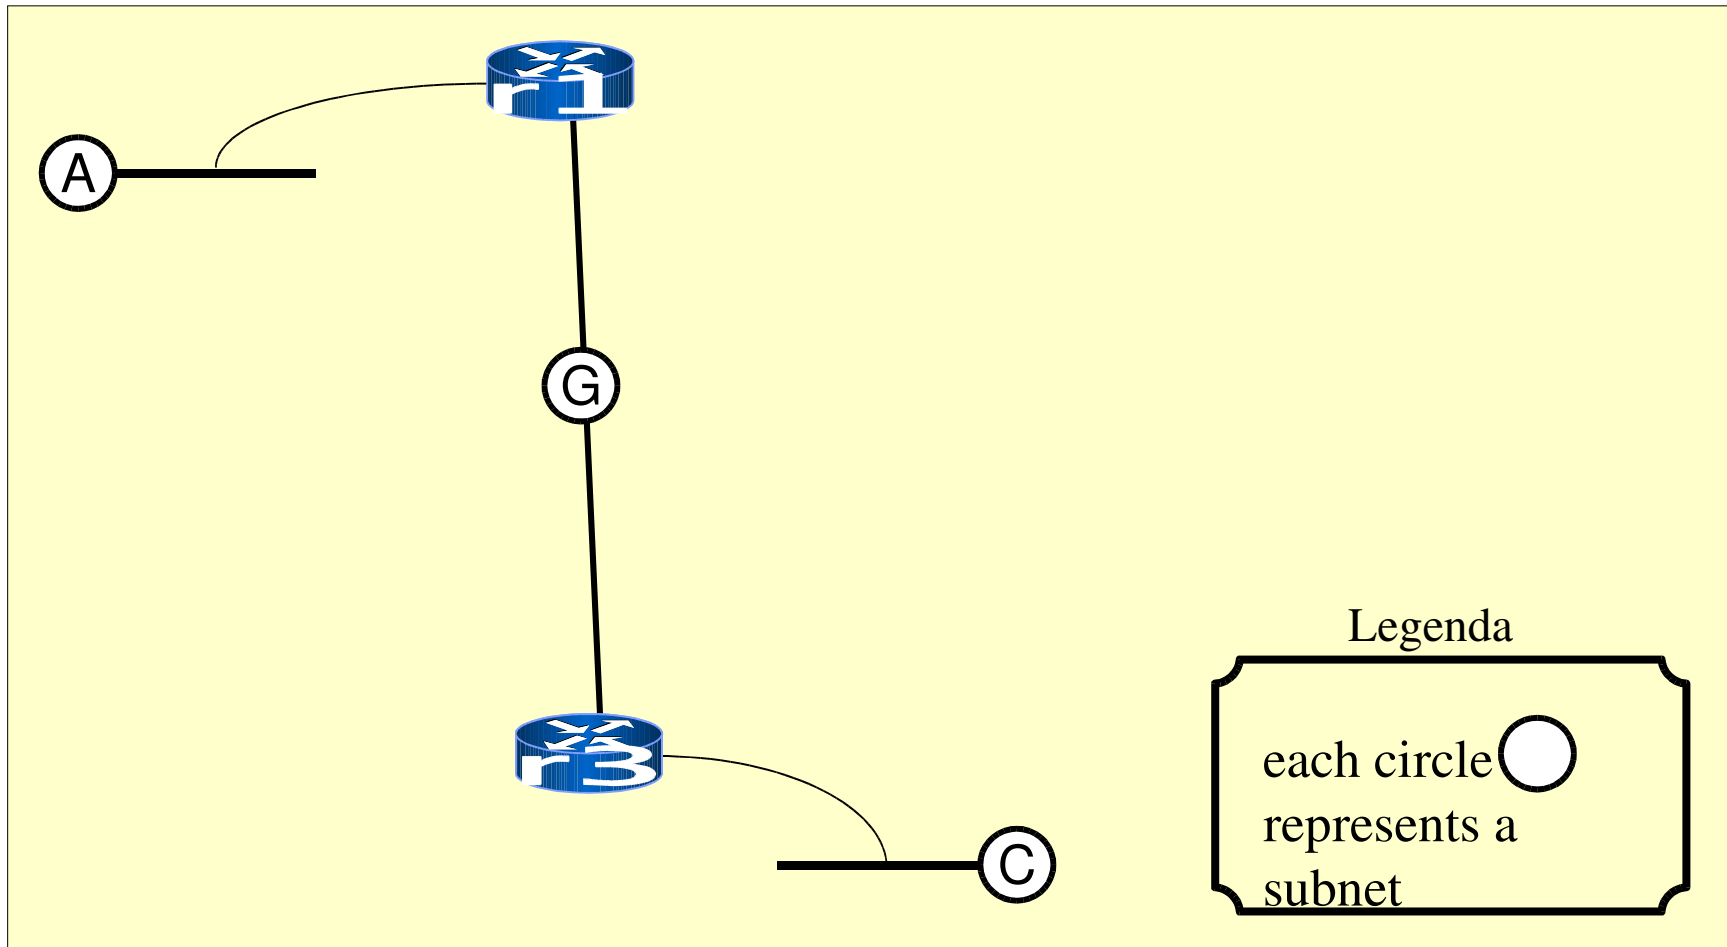 r1
A
G
r3
C
Legenda
each circle
represents a
subnet